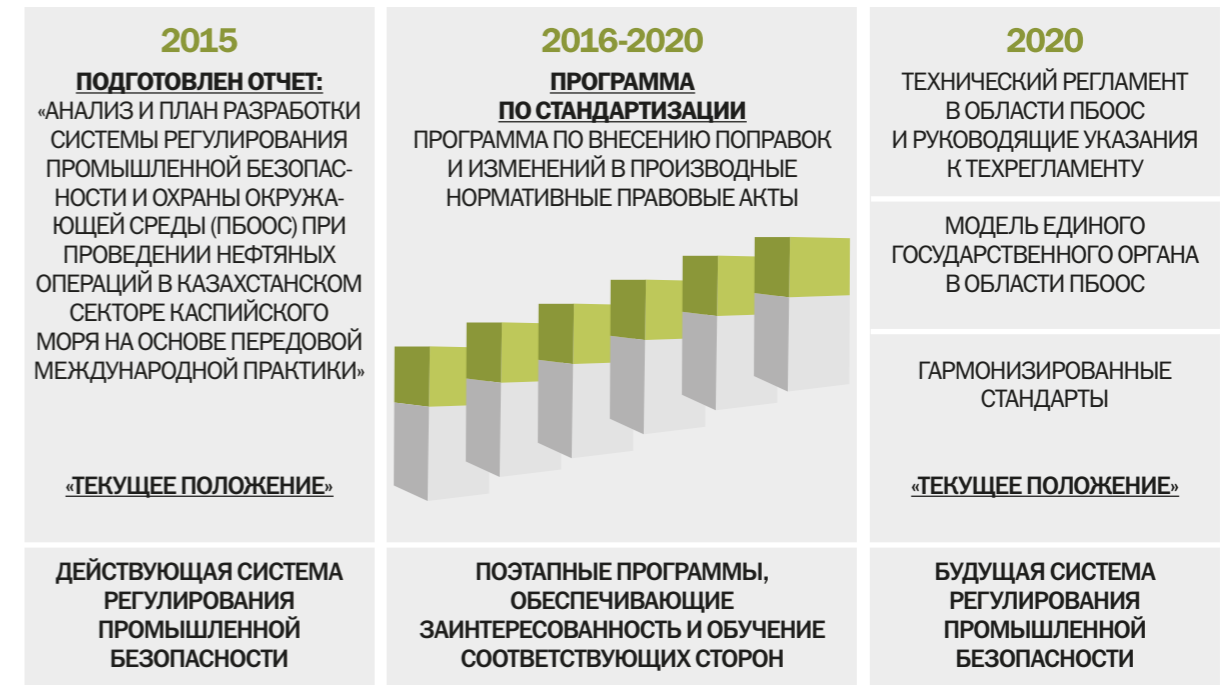 2015
ПОДГОТОВЛЕН ОТЧЕТ:
«АНАЛИЗ И ПЛАН РАЗРАБОТКИ
СИСТЕМЫ РЕГУЛИРОВАНИЯ
ПРОМЫШЛЕННОЙ БЕЗОПАС-
НОСТИ И ОХРАНЫ ОКРУЖА-
ЮЩЕЙ СРЕДЫ (ПБООС) ПРИ
ПРОВЕДЕНИИ НЕФТЯНЫХ
ОПЕРАЦИЙ В КАЗАХСТАНСКОМ
СЕКТОРЕ КАСПИЙСКОГО
МОРЯ НА ОСНОВЕ ПЕРЕДОВОЙ
МЕЖДУНАРОДНОЙ ПРАКТИКИ»
«ТЕКУЩЕЕ ПОЛОЖЕНИЕ»
ДЕЙСТВУЮЩАЯ СИСТЕМА
РЕГУЛИРОВАНИЯ
ПРОМЫШЛЕННОЙ
БЕЗОПАСНОСТИ
2016-2020
ПРОГРАММА
ПО СТАНДАРТИЗАЦИИ
ПРОГРАММА ПО ВНЕСЕНИЮ ПОПРАВОК
И ИЗМЕНЕНИЙ В ПРОИЗВОДНЫЕ
НОРМАТИВНЫЕ ПРАВОВЫЕ АКТЫ
ПОЭТАПНЫЕ ПРОГРАММЫ,
ОБЕСПЕЧИВАЮЩИЕ
ЗАИНТЕРЕСОВАННОСТЬ И ОБУЧЕНИЕ
СООТВЕТСТВУЮЩИХ СТОРОН
2020
ТЕХНИЧЕСКИЙ РЕГЛАМЕНТ
В ОБЛАСТИ ПБООС
И РУКОВОДЯЩИЕ УКАЗАНИЯ
К ТЕХРЕГЛАМЕНТУ
МОДЕЛЬ ЕДИНОГО
ГОСУДАРСТВЕННОГО ОРГАНА
В ОБЛАСТИ ПБООС
ГАРМОНИЗИРОВАННЫЕ
СТАНДАРТЫ
«ТЕКУЩЕЕ ПОЛОЖЕНИЕ»
БУДУЩАЯ СИСТЕМА
РЕГУЛИРОВАНИЯ
ПРОМЫШЛЕННОЙ
БЕЗОПАСНОСТИ